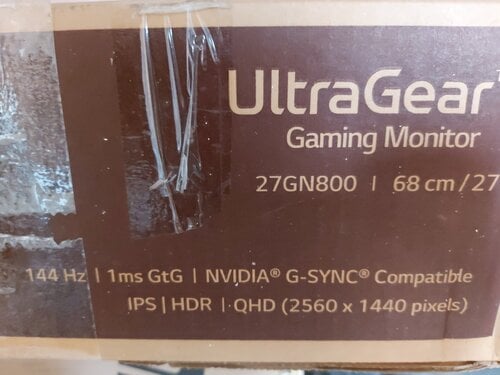 UltraGear
Gaming Monitor
27GN800 | 68 cm / 27
144 Hz | 1ms GtG | NVIDIA® G-SYNC® Compatible
IPS | HDR | QHD (2560 x 1440 pixels)